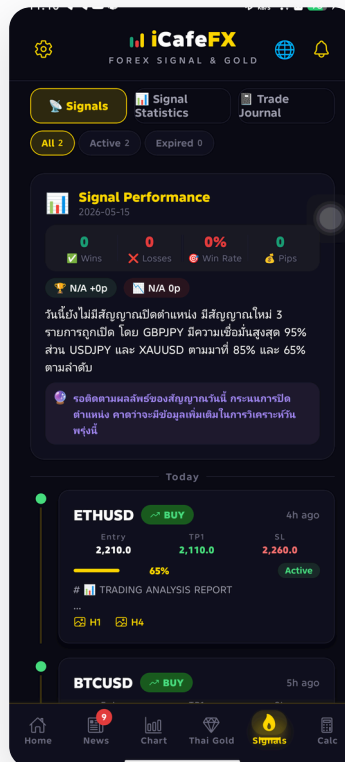 iCafeFX
FOREX SIGNAL & GOLD
📡 Signals
📊 Signal Statistics
📓 Trade Journal
All 2
Active 2
Expired 0
📊 Signal Performance
2026-05-15
0 0 0% 0
✅ Wins ❌ Losses 🎯 Win Rate 💰 Pips
🏆 N/A +0p 📉 N/A 0p
วันนี้ยังไม่มีสัญญาณปิดตำแหน่ง มีสัญญาณใหม่ 3
รายการถูกเปิด โดย GBPJPY มีความเชื่อมั่นสูงสุด 95%
ส่วน USDJPY และ XAUUSD ตามมาที่ 85% และ 65%
ตามลำดับ
🔮 รอติดตามผลลัพธ์ของสัญญาณวันนี้ กระนนการปิด
ตำแหน่ง คาดว่าจะมีข้อมูลเพิ่มเติมในการวิเคราะห์วัน
พรุ่งนี้
Today
ETHUSD BUY 4h ago
Entry TP1 SL
2,210.0 2,110.0 2,260.0
65% Active
# 📊 TRADING ANALYSIS REPORT
...
H1 H4
BTCUSD BUY 5h ago
9
Home News Chart Thai Gold Signals Calc